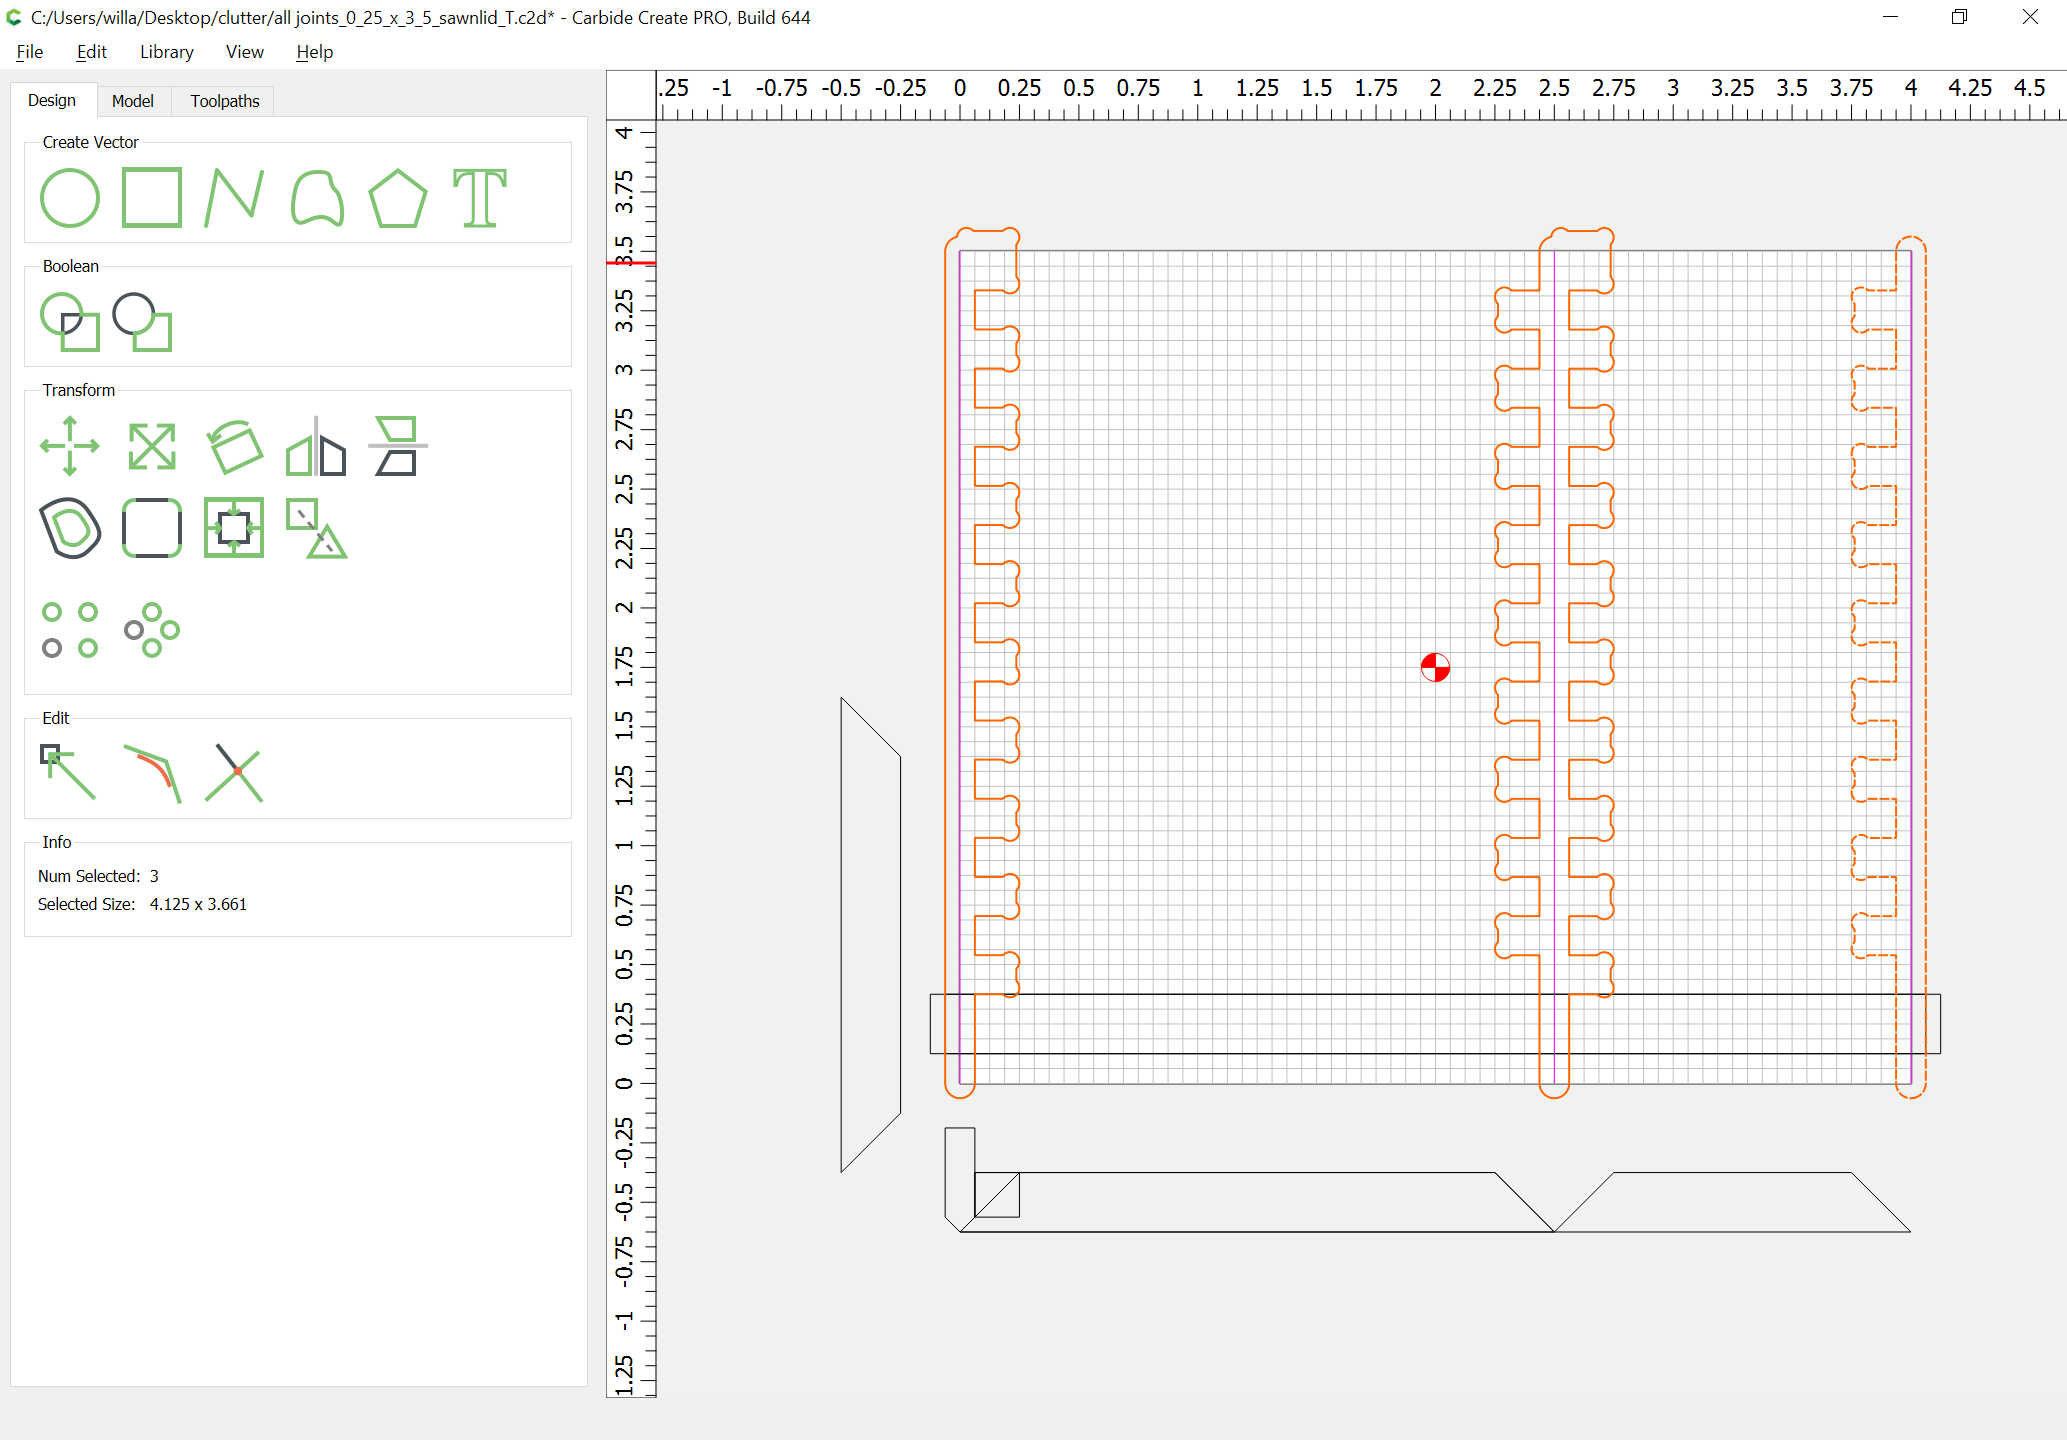 C:/Users/willa/Desktop/clutter/all joints_0_25_x_3_5_sawnlid_T.c2d* - Carbide Create PRO, Build 644
File Edit Library View Help
Design Model Toolpaths
Create Vector
T
Boolean
Transform
Edit
Info
Num Selected: 3
Selected Size: 4.125 x 3.661
.25 -1 -0.75 -0.5 -0.25 0 0.25 0.5 0.75 1 1.25 1.5 1.75 2 2.25 2.5 2.75 3 3.25 3.5 3.75 4 4.25 4.5
4
3.75
3.5
3.25
3
2.75
2.5
2.25
2
1.75
1.5
1.25
1
0.75
0.5
0.25
0
-0.25
-0.5
-0.75
-1
1.25